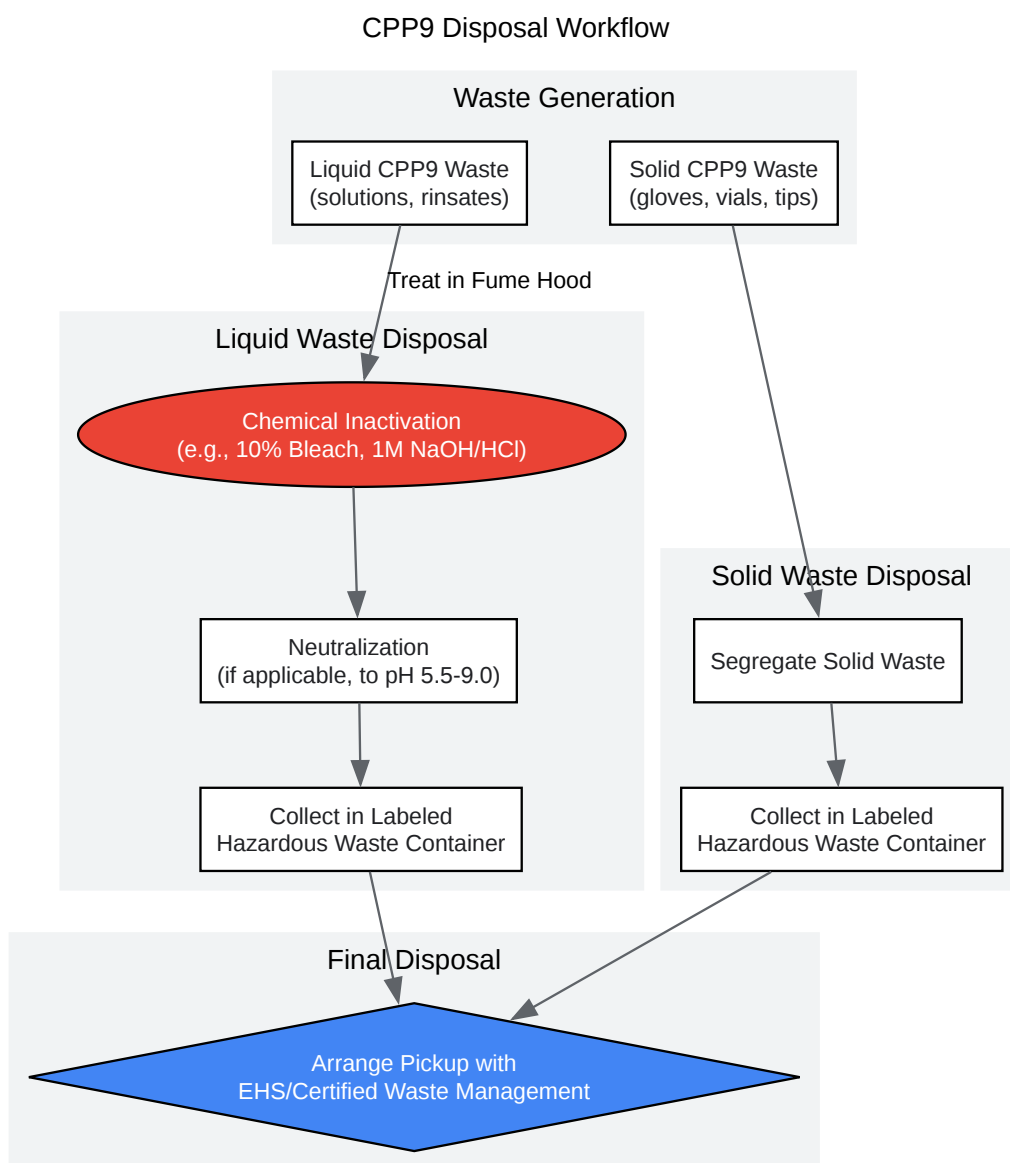 CPP9 Disposal Workflow
Waste Generation
Liquid CPP9 Waste
(solutions, rinsates)
Solid CPP9 Waste
(gloves, vials, tips)
Treat in Fume Hood
Liquid Waste Disposal
Chemical Inactivation
(e.g., 10% Bleach, 1M NaOH/HCl)
Neutralization
(if applicable, to pH 5.5-9.0)
Collect in Labeled
Hazardous Waste Container
Solid Waste Disposal
Segregate Solid Waste
Collect in Labeled
Hazardous Waste Container
Final Disposal
Arrange Pickup with
EHS/Certified Waste Management